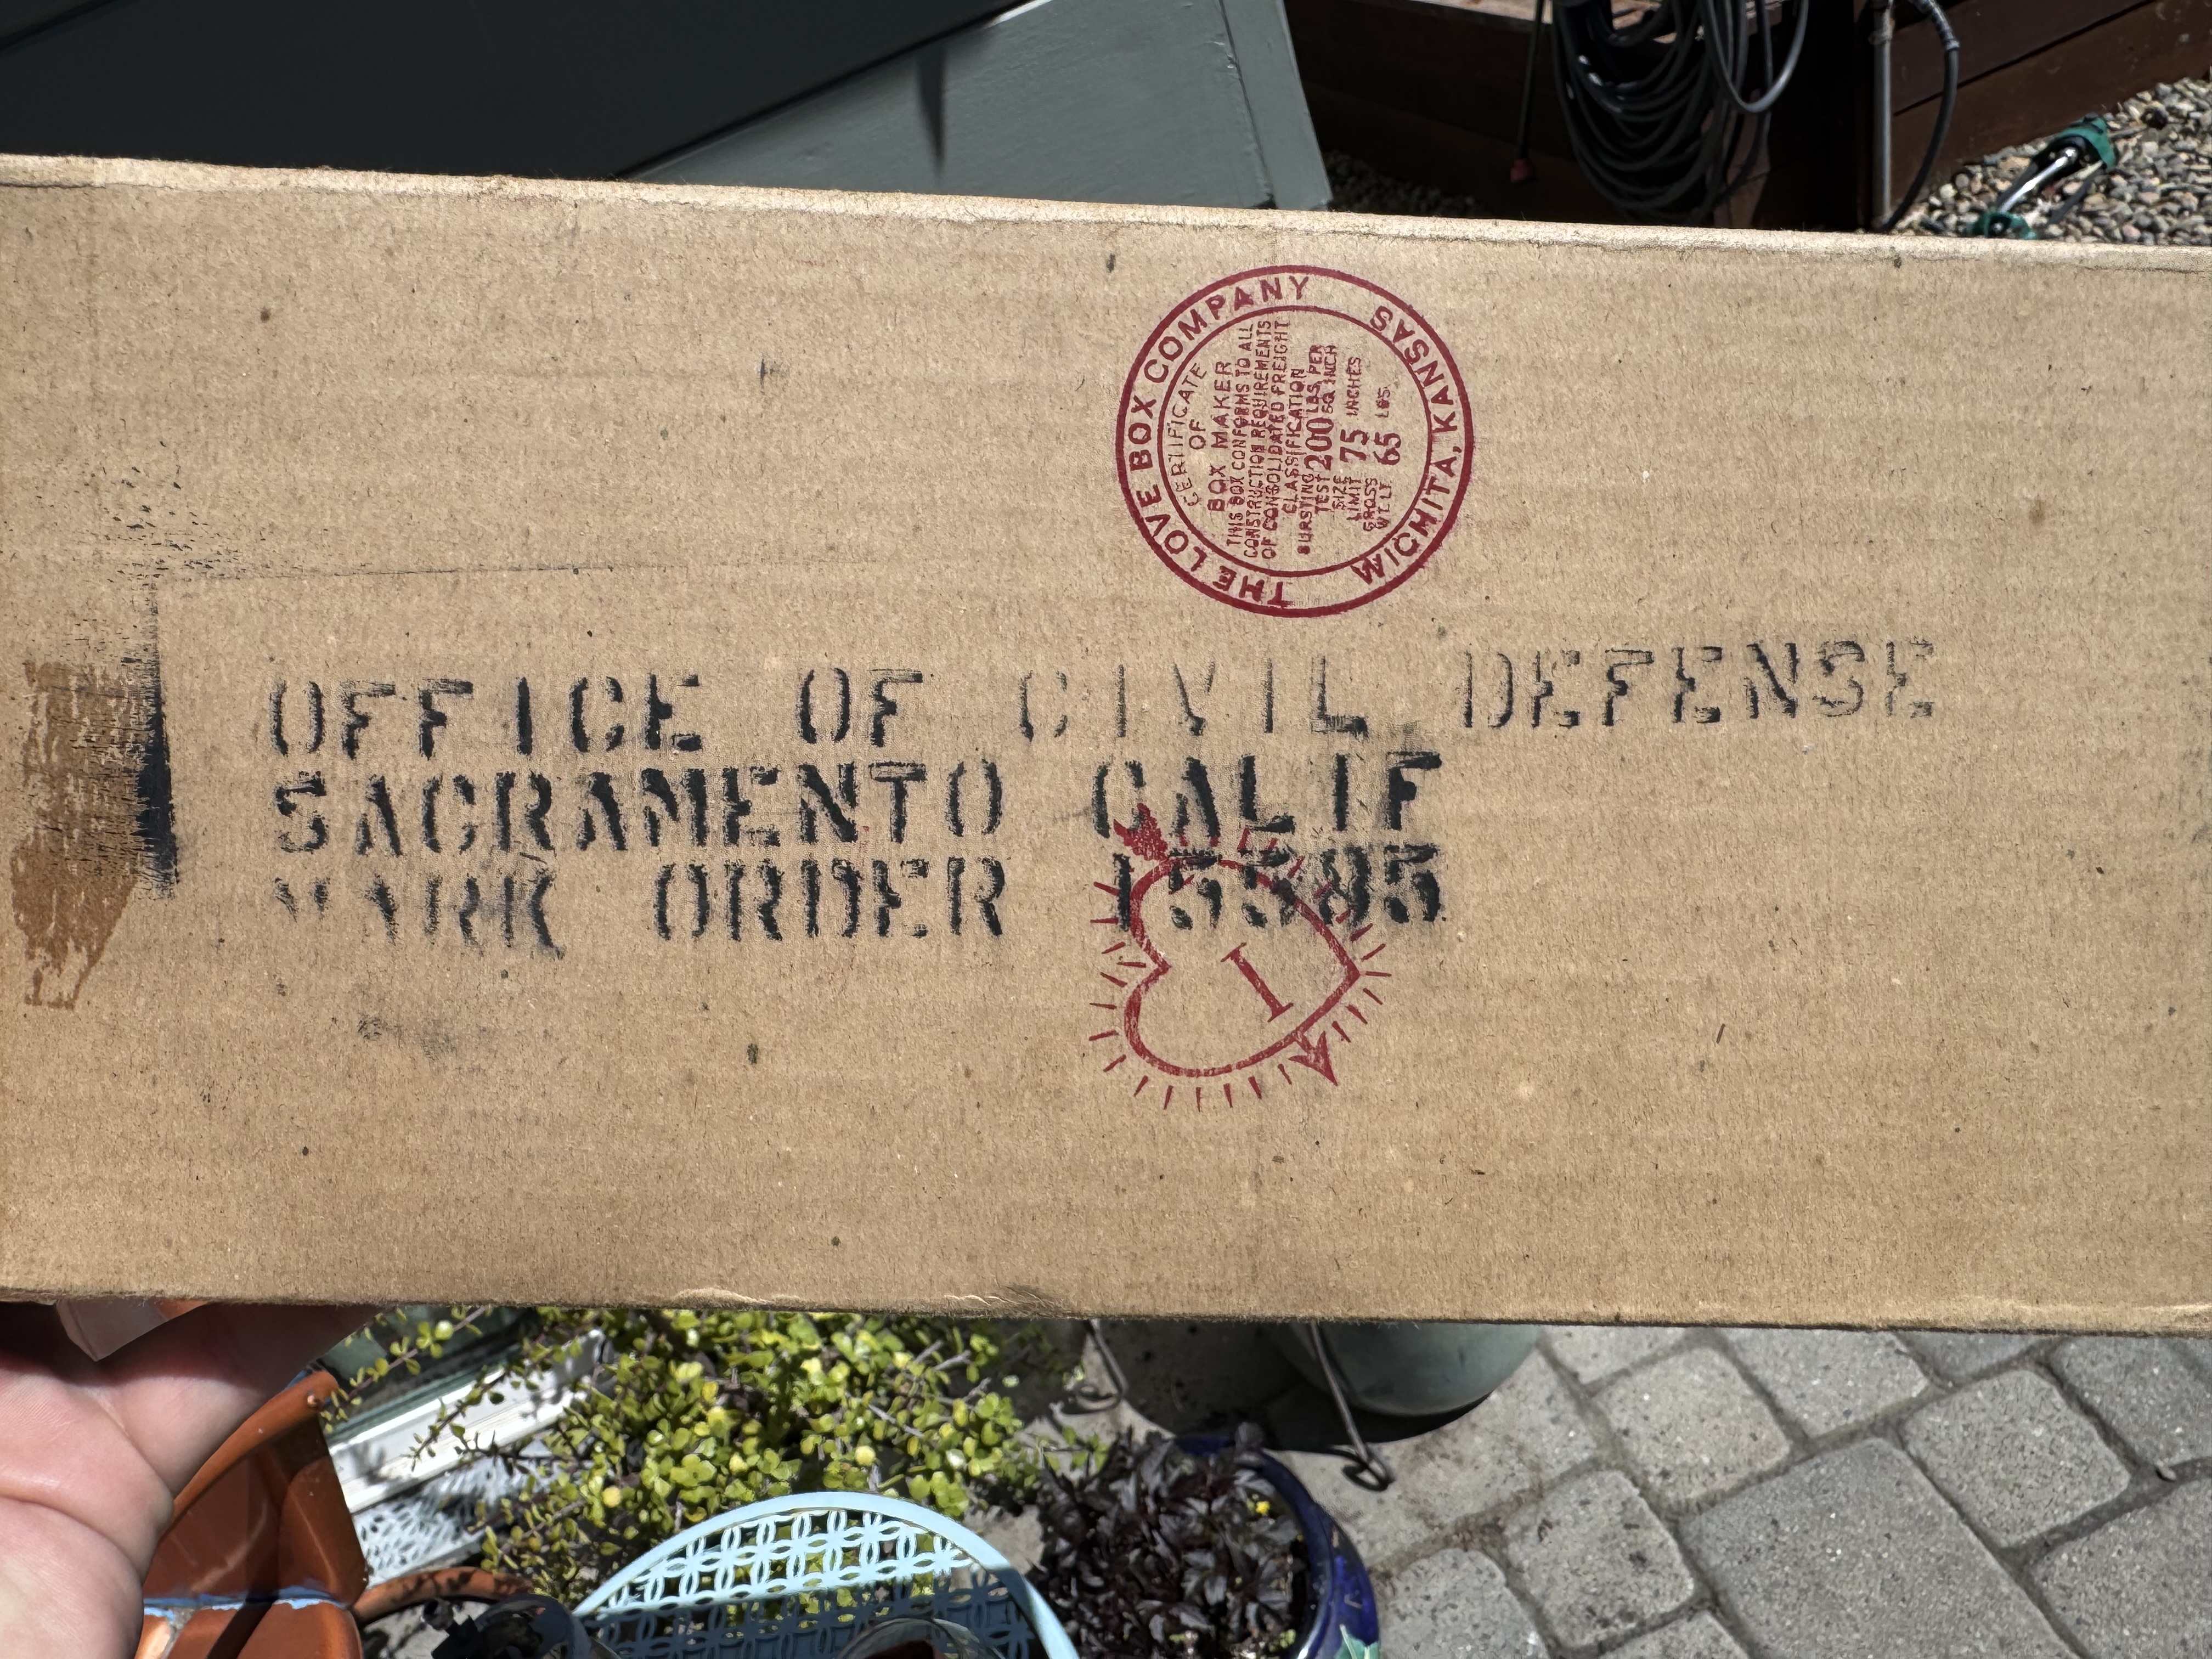 THE LOVE BOX COMPANY
WICHITA, KANSAS
CERTIFICATE
OF
BOX MAKER
THIS BOX CONFORMS TO ALL
CONSTRUCTION REQUIREMENTS
OF CONSOLIDATED FREIGHT
CLASSIFICATION
BURSTING TEST 200 LBS. PER SQ. INCH
SIZE LIMIT 75 INCHES
GROSS WT. LT. 65 LBS.
OFFICE OF CIVIL DEFENSE
SACRAMENTO CALIF
MARK ORDER 15585
I